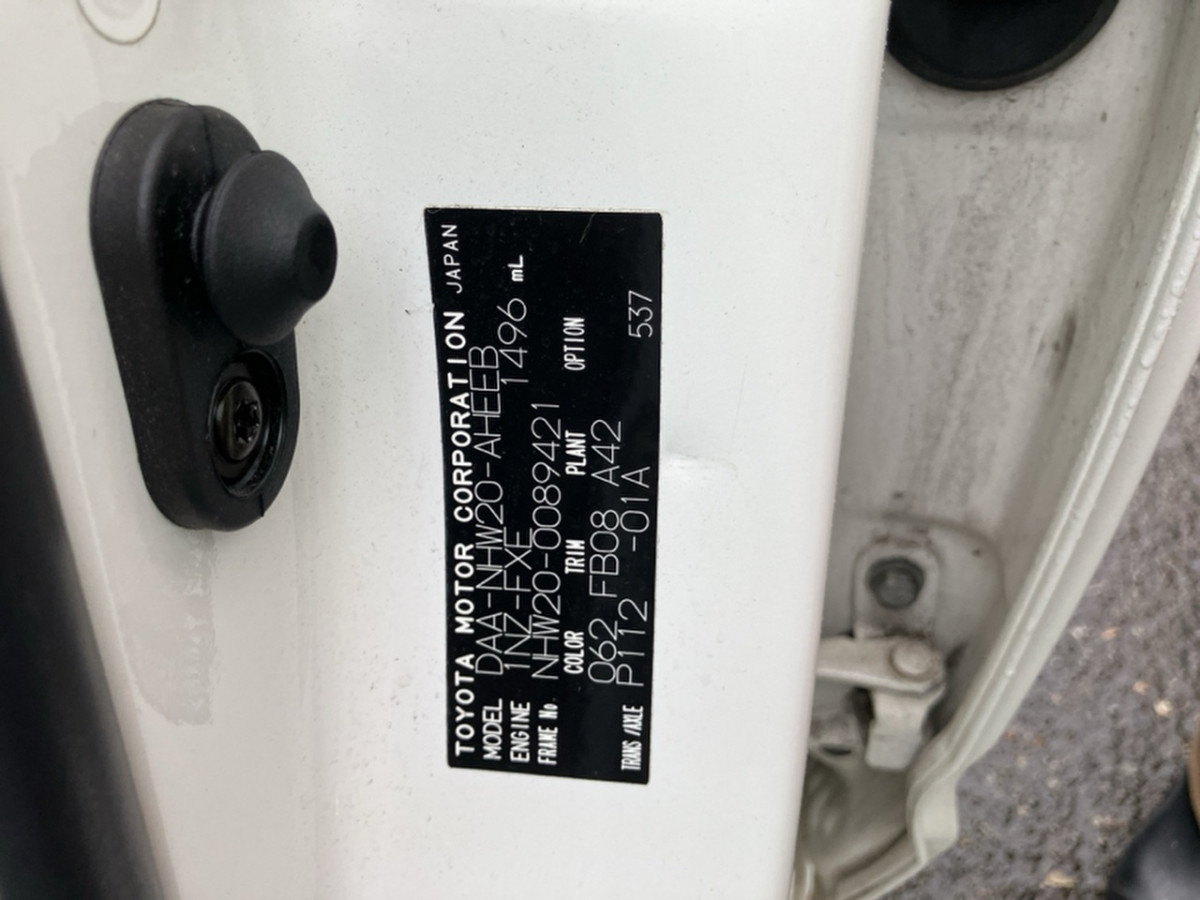 TOYOTA MOTOR CORPORATION JAPAN
MODEL DAA-NHW20-AHEEB
ENGINE 1NZ-FXE 1496 mL
FRAME No. NHW20-0089421
COLOR TRIM PLANT OPTION
062 FB08 A42
TRANS/AXLE P112 -01A 537